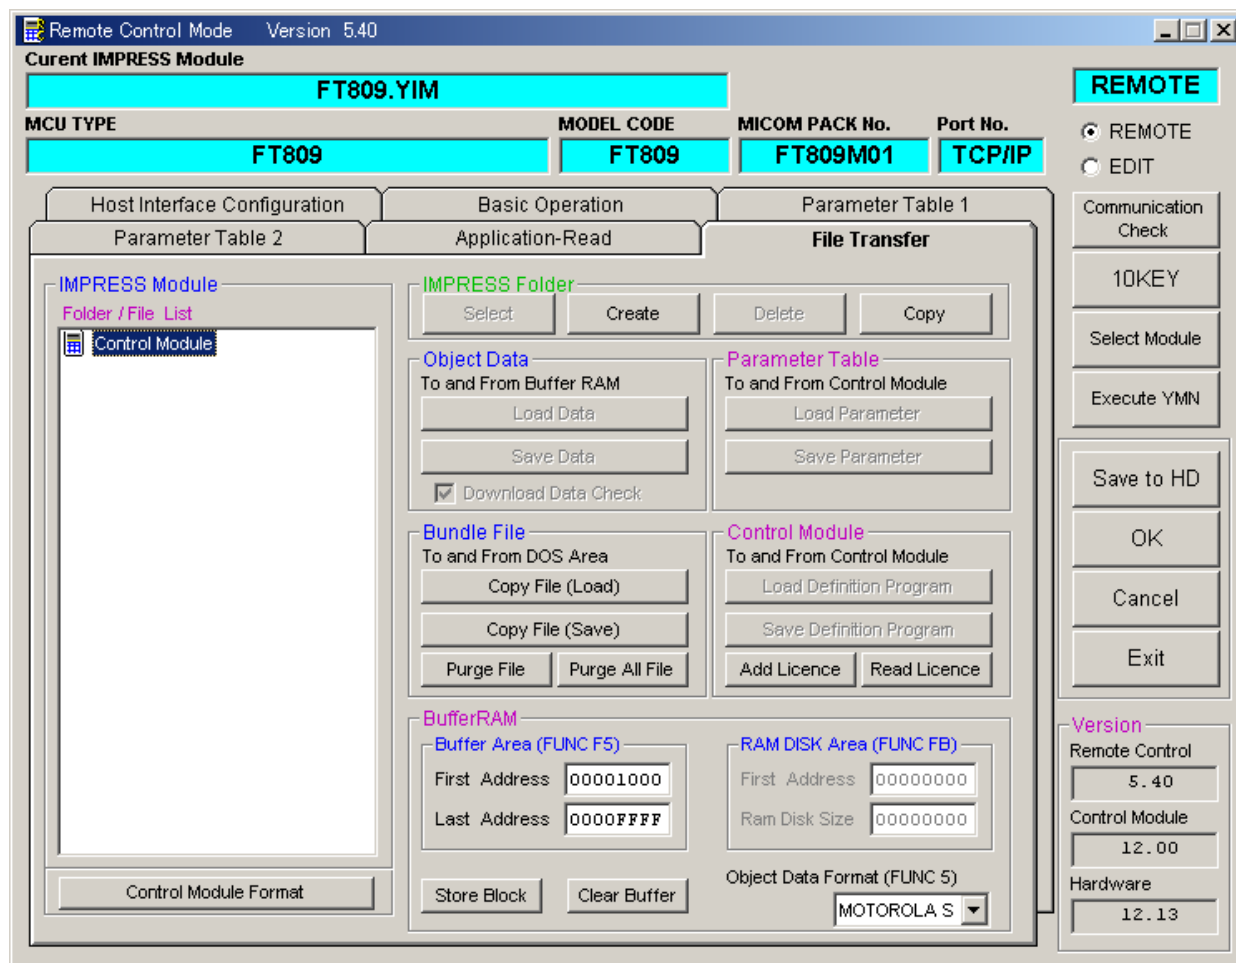 Remote Control Mode Version 5.40
Curent IMPRESS Module
FT809.YIM
REMOTE
MCU TYPE MODEL CODE MICOM PACK No. Port No.
FT809 FT809 FT809M01 TCP/IP
REMOTE
EDIT
Host Interface Configuration Basic Operation Parameter Table 1
Parameter Table 2 Application-Read File Transfer
Communication
Check
10KEY
Select Module
Execute YMN
IMPRESS Module
Folder / File List
Control Module
Control Module Format
IMPRESS Folder
Select Create Delete Copy
Object Data
To and From Buffer RAM
Load Data
Save Data
Download Data Check
Parameter Table
To and From Control Module
Load Parameter
Save Parameter
Bundle File
To and From DOS Area
Copy File (Load)
Copy File (Save)
Purge File Purge All File
Control Module
To and From Control Module
Load Definition Program
Save Definition Program
Add Licence Read Licence
BufferRAM
Buffer Area (FUNC F5)
First Address 00001000
Last Address 0000FFFF
RAM DISK Area (FUNC FB)
First Address 00000000
Ram Disk Size 00000000
Store Block Clear Buffer
Object Data Format (FUNC 5)
MOTOROLA S
Save to HD
OK
Cancel
Exit
Version
Remote Control
5.40
Control Module
12.00
Hardware
12.13